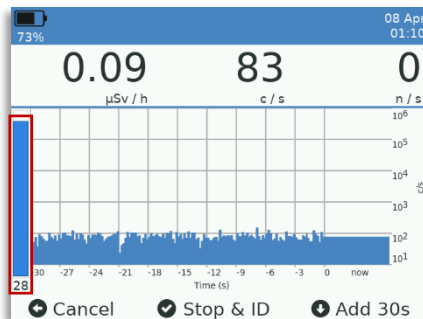 08 Apr
73%
01:10
0.09
83
0
µSv / h
c / s
n / s
10⁶
10⁵
10⁴
10³
10²
10¹
c/s
30 -27 -24 -21 -18 -15 -12 -9 -6 -3 0 now
28
Time (s)
Cancel
Stop & ID
Add 30s